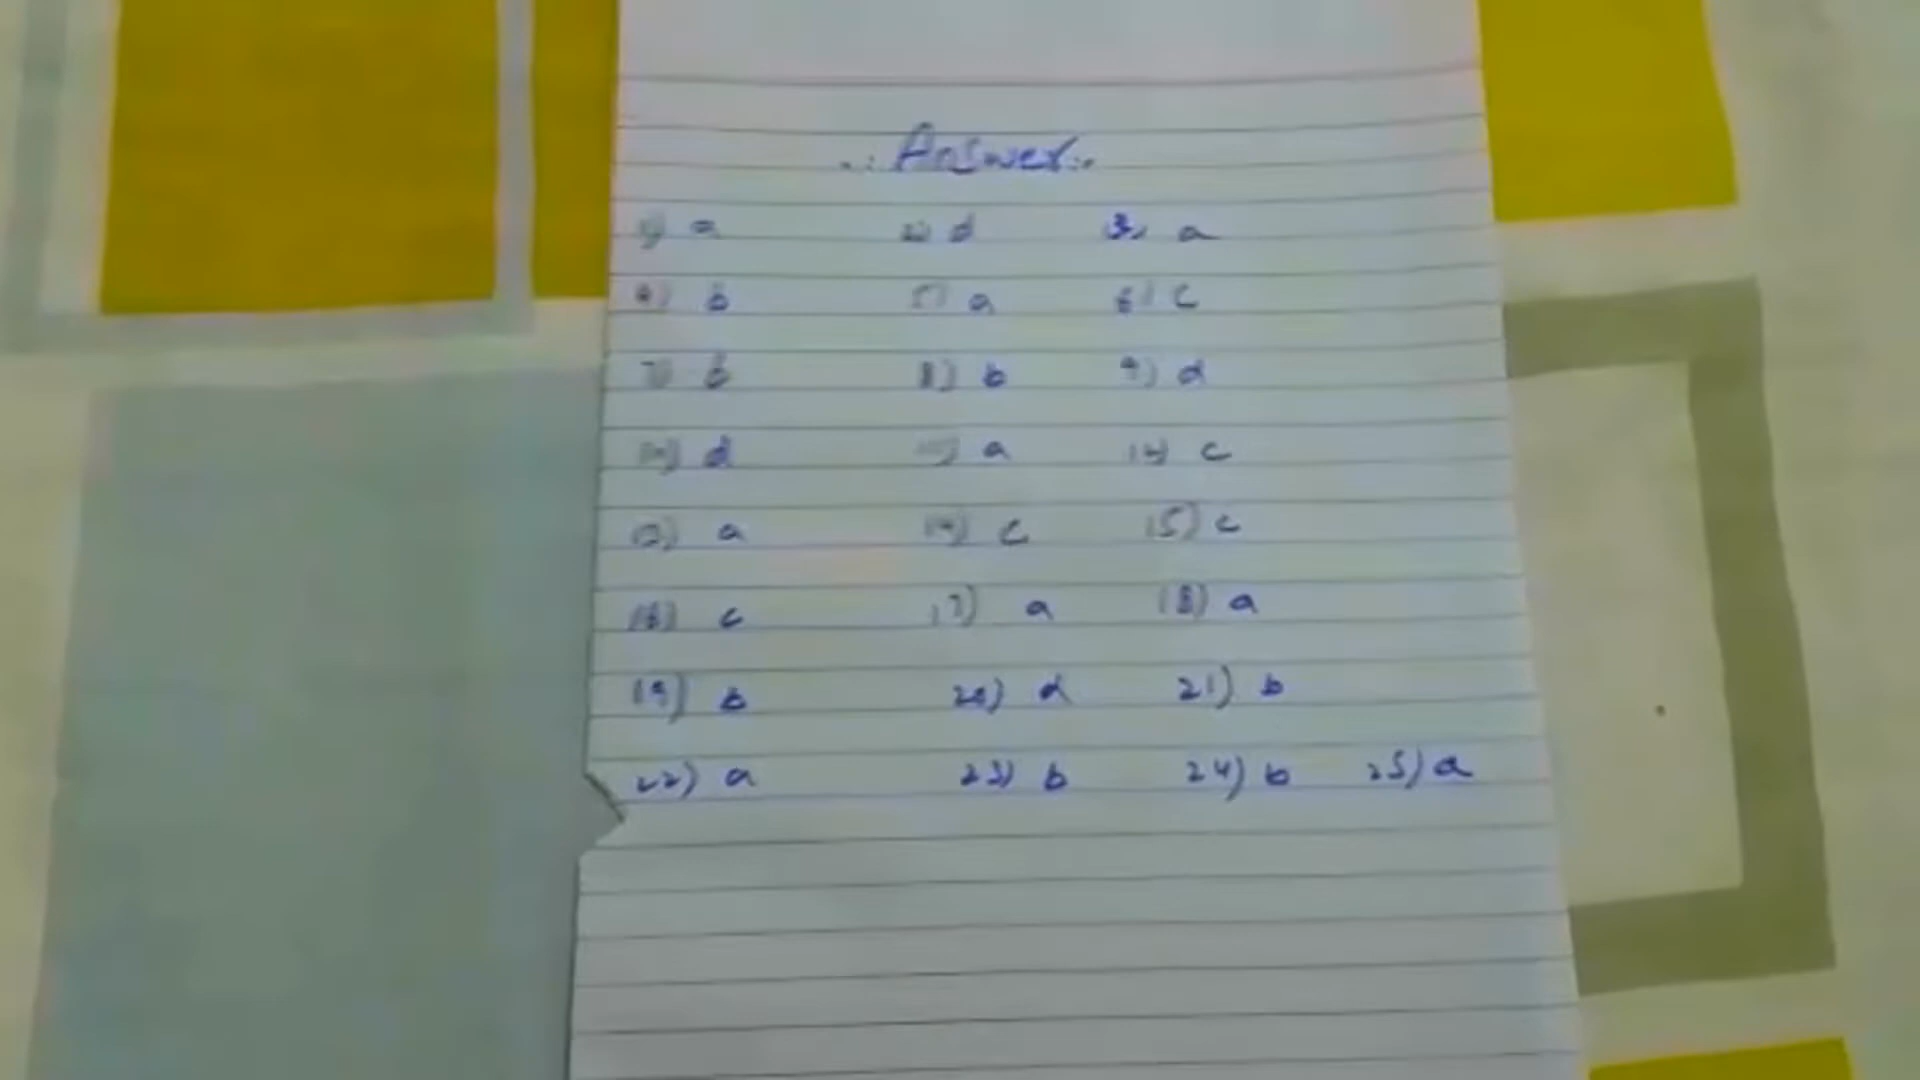 Answer
1) a 2) d 3) a
4) b 5) a 6) c
7) b 8) b 9) d
10) d 11) a 12) c
13) a 14) c 15) c
16) c 17) a 18) a
19) b 20) d 21) b
22) a 23) b 24) b 25) a